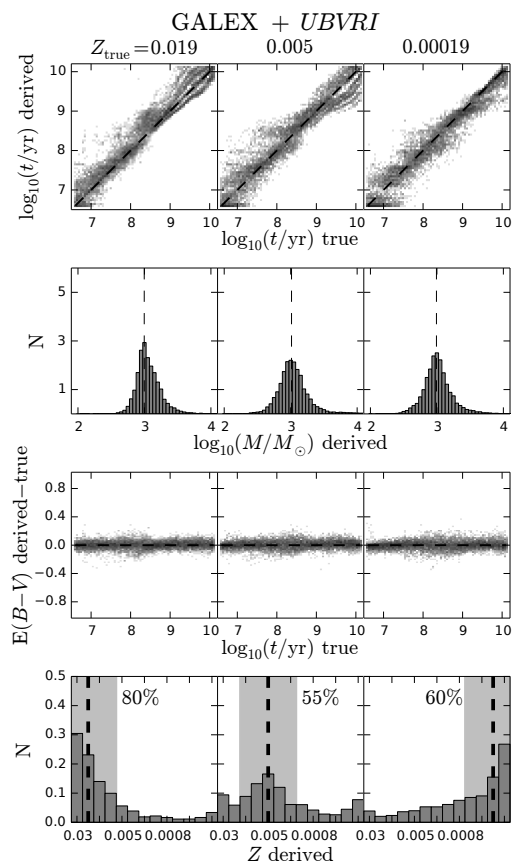 GALEX + UBVRI
Z_true = 0.019 0.005 0.00019
log10(t/yr) derived
10
9
8
7
7 8 9 10 7 8 9 10 7 8 9 10
log10(t/yr) true
N
5
3
1
2 3 4 2 3 4 2 3 4
log10(M/M⊙) derived
E(B−V) derived−true
0.8
0.4
0.0
−0.4
−0.8
7 8 9 10 7 8 9 10 7 8 9 10
log10(t/yr) true
N
0.5
0.4
0.3
0.2
0.1
0.0
80% 55% 60%
0.03 0.005 0.0008 0.03 0.005 0.0008 0.03 0.005 0.0008
Z derived